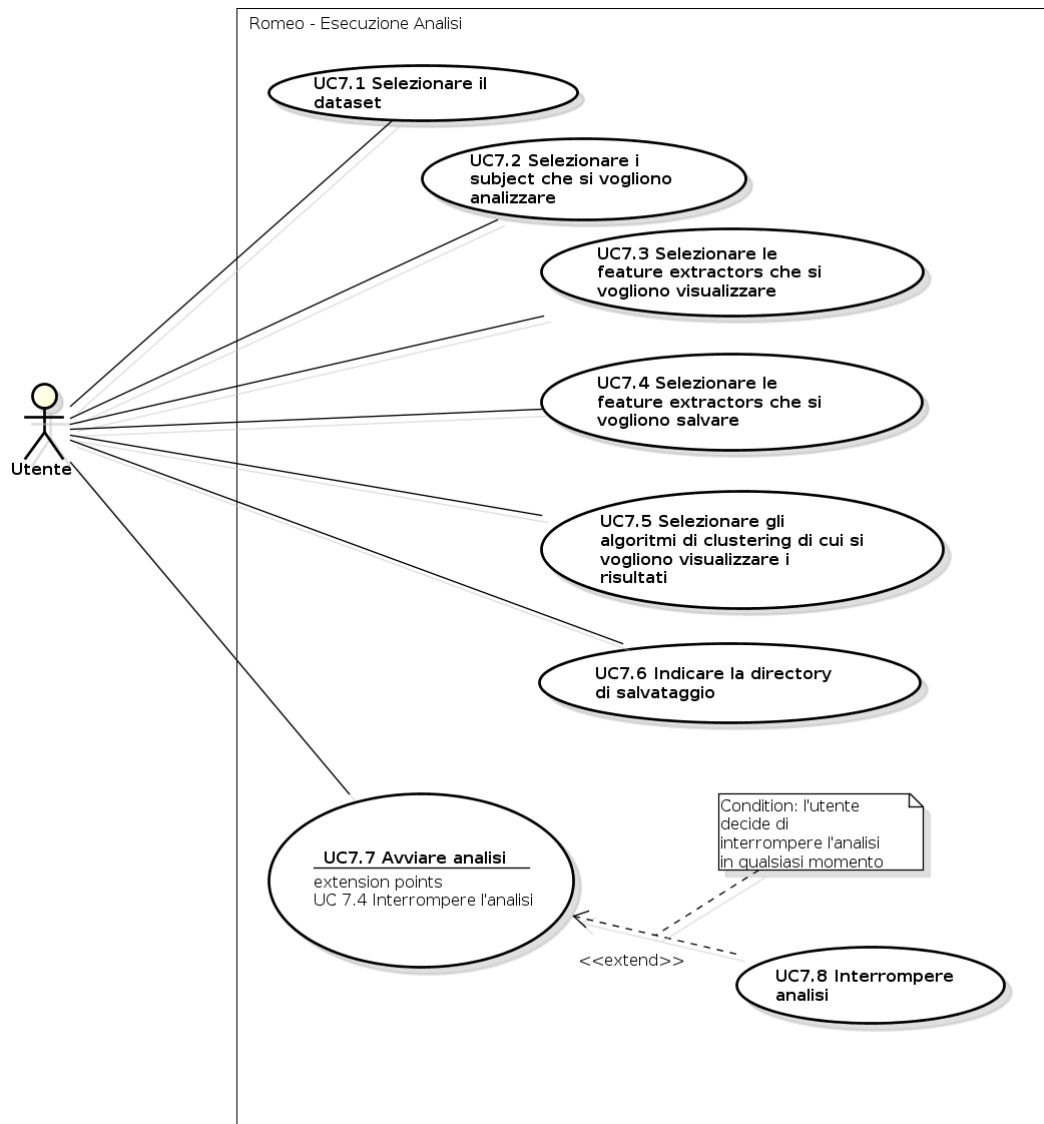 Romeo - Esecuzione Analisi
UC7.1 Selezionare il
dataset
UC7.2 Selezionare i
subject che si vogliono
analizzare
UC7.3 Selezionare le
feature extractors che si
vogliono visualizzare
UC7.4 Selezionare le
feature extractors che si
vogliono salvare
Utente
UC7.5 Selezionare gli
algoritmi di clustering di cui si
vogliono visualizzare i
risultati
UC7.6 Indicare la directory
di salvataggio
Condition: l'utente
decide di
interrompere l'analisi
in qualsiasi momento
UC7.7 Avviare analisi
extension points
UC 7.4 Interrompere l'analisi
<<extend>>
UC7.8 Interrompere
analisi